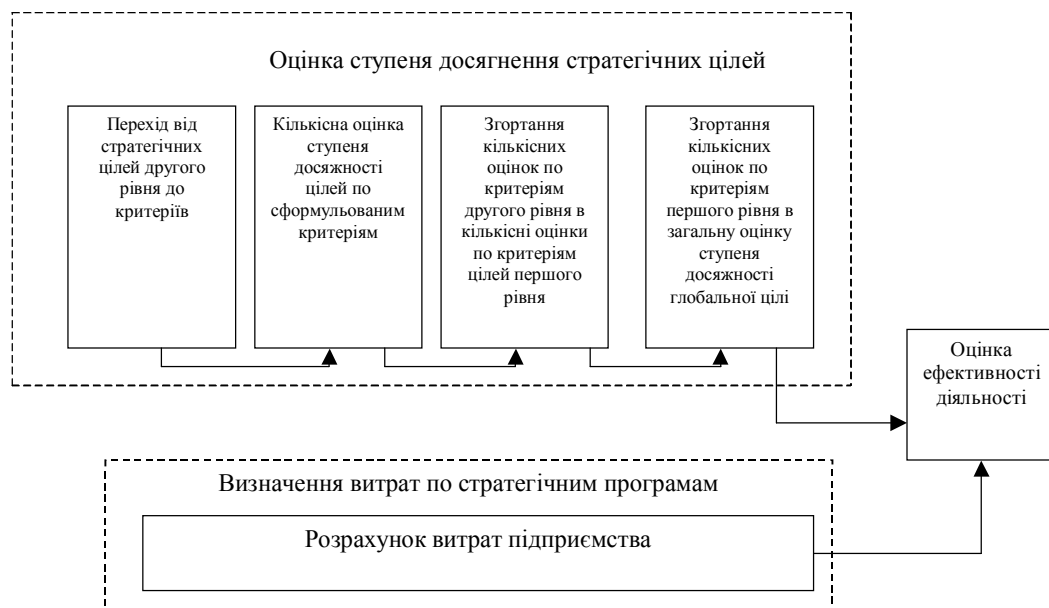 Оцінка ступеня досягнення стратегічних цілей
Перехід від
стратегічних
цілей другого
рівня до
критеріїв
Кількісна оцінка
ступеня
досяжності
цілей по
сформульованим
критеріям
Згортання
кількісних
оцінок по
критеріям
другого рівня в
кількісні оцінки
по критеріям
цілей першого
рівня
Згортання
кількісних
оцінок по
критеріям
першого рівня в
загальну оцінку
ступеня
досяжності
глобальної цілі
Оцінка
ефективності
діяльності
Визначення витрат по стратегічним програмам
Розрахунок витрат підприємства